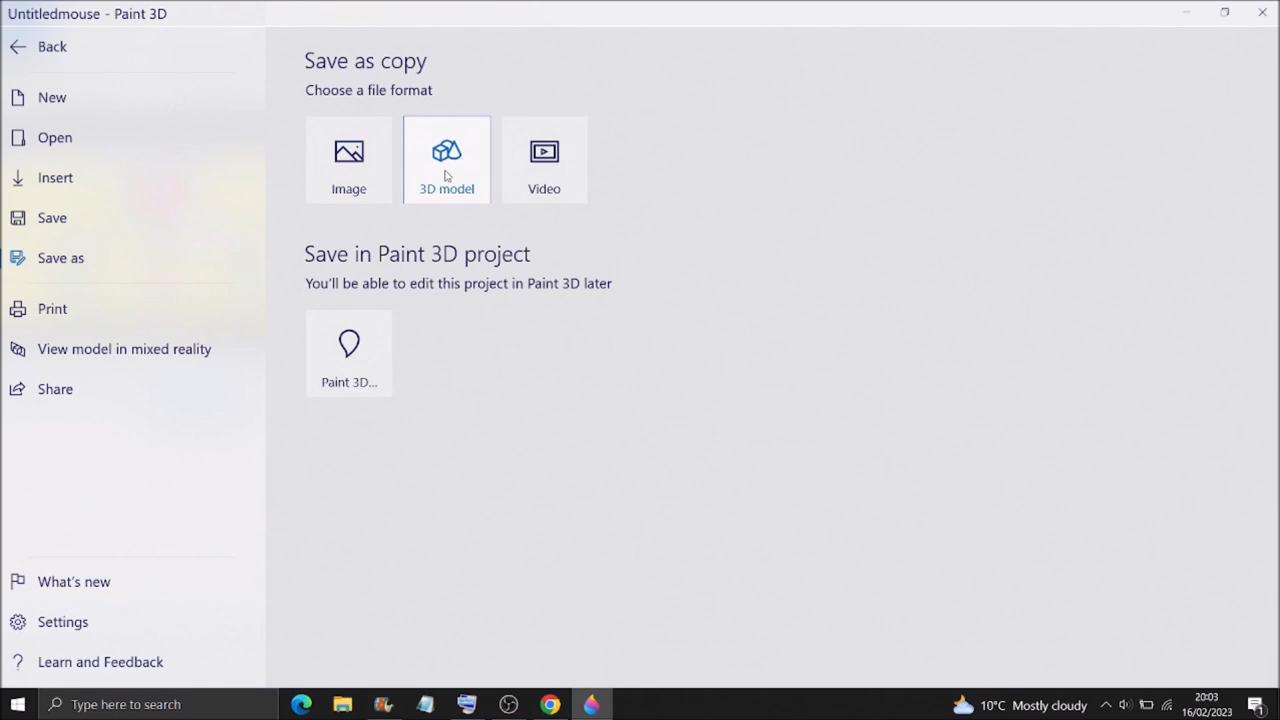 Untitledmouse - Paint 3D
Back
New
Open
Insert
Save
Save as
Print
View model in mixed reality
Share
What's new
Settings
Learn and Feedback
Save as copy
Choose a file format
Image
3D model
Video
Save in Paint 3D project
You'll be able to edit this project in Paint 3D later
Paint 3D...
Type here to search
10°C Mostly cloudy
20:03
16/02/2023
1